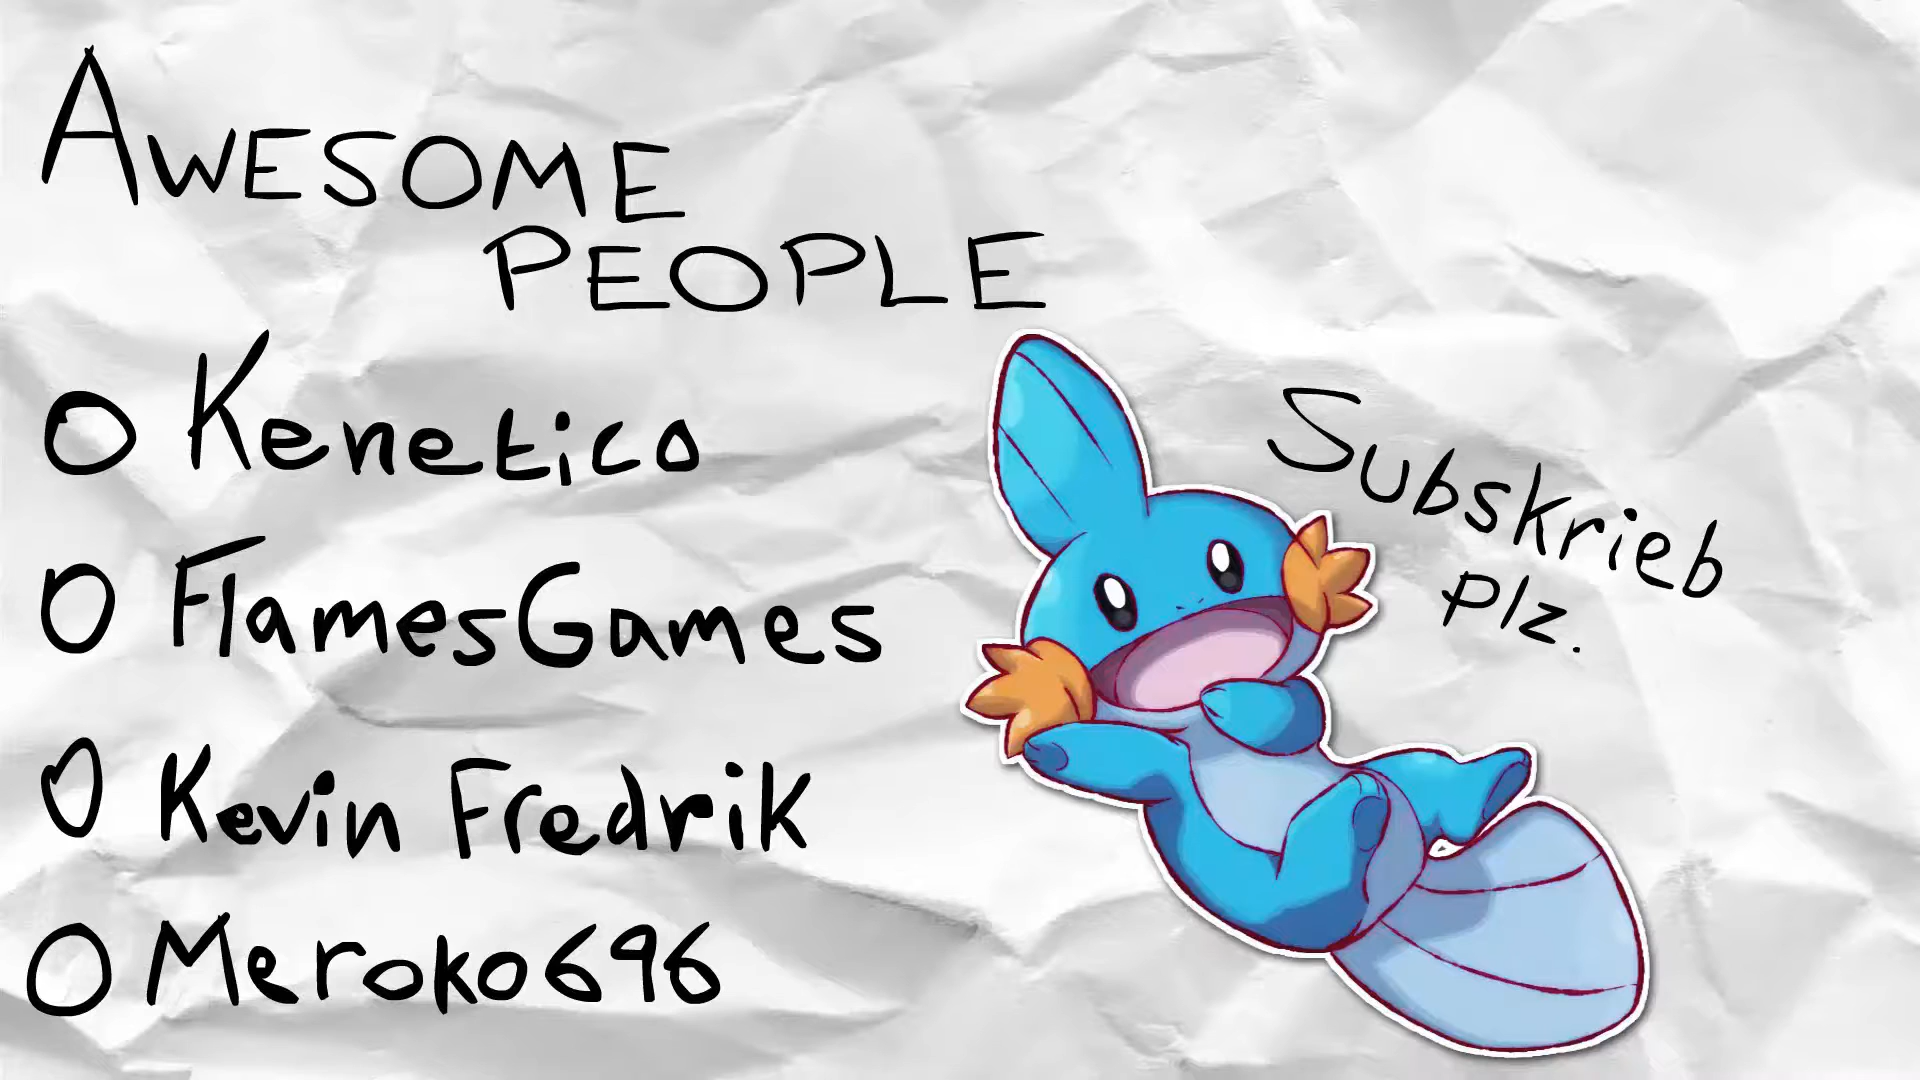 AWESOME
PEOPLE
O Kenetico
O FlamesGames
O Kevin Fredrik
O Meroko696
Subskrieb
plz.